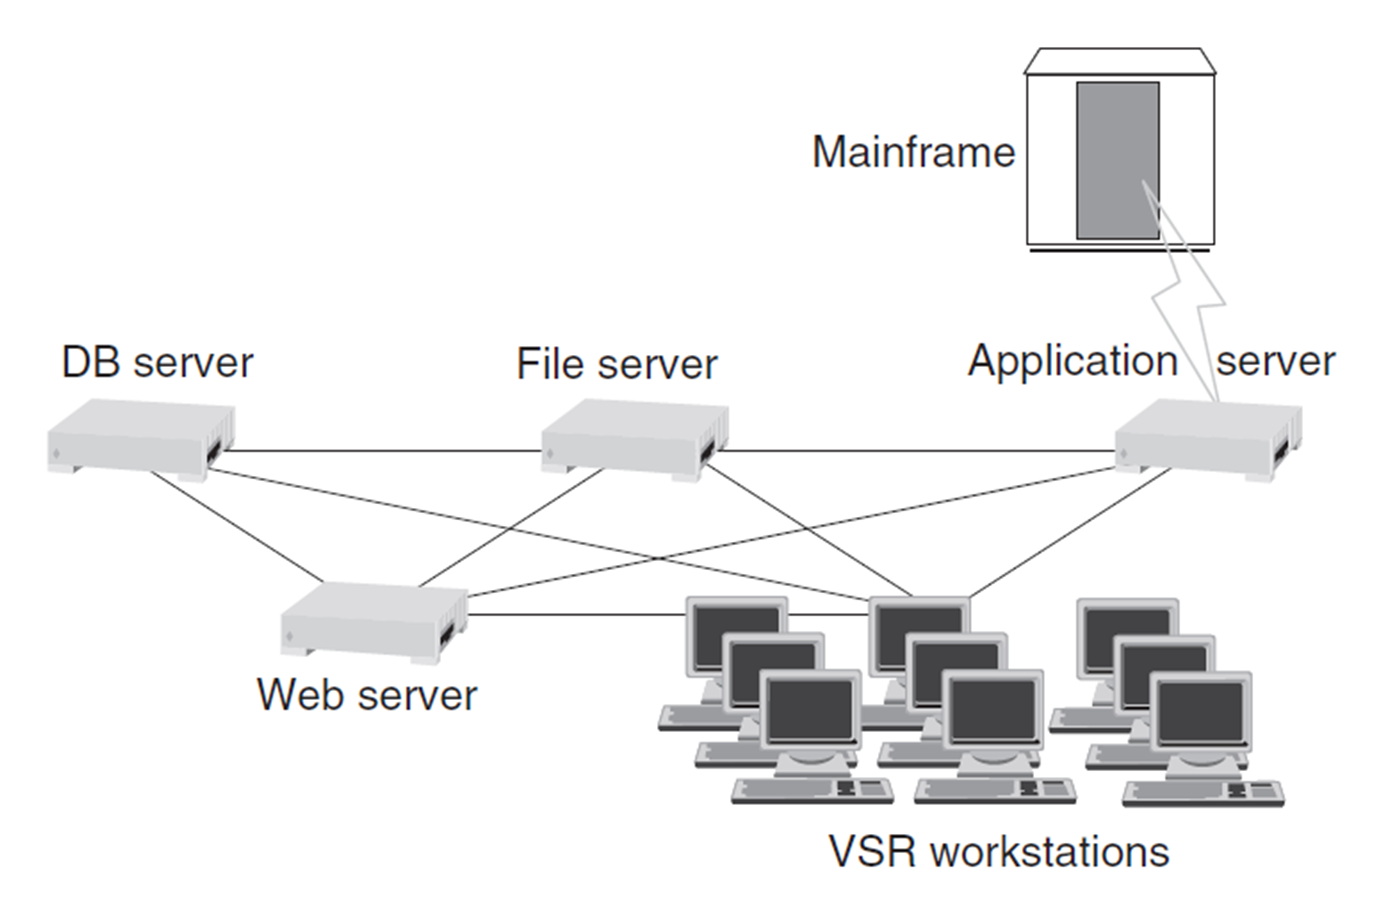 Mainframe
DB server
File server
Application server
Web server
VSR workstations